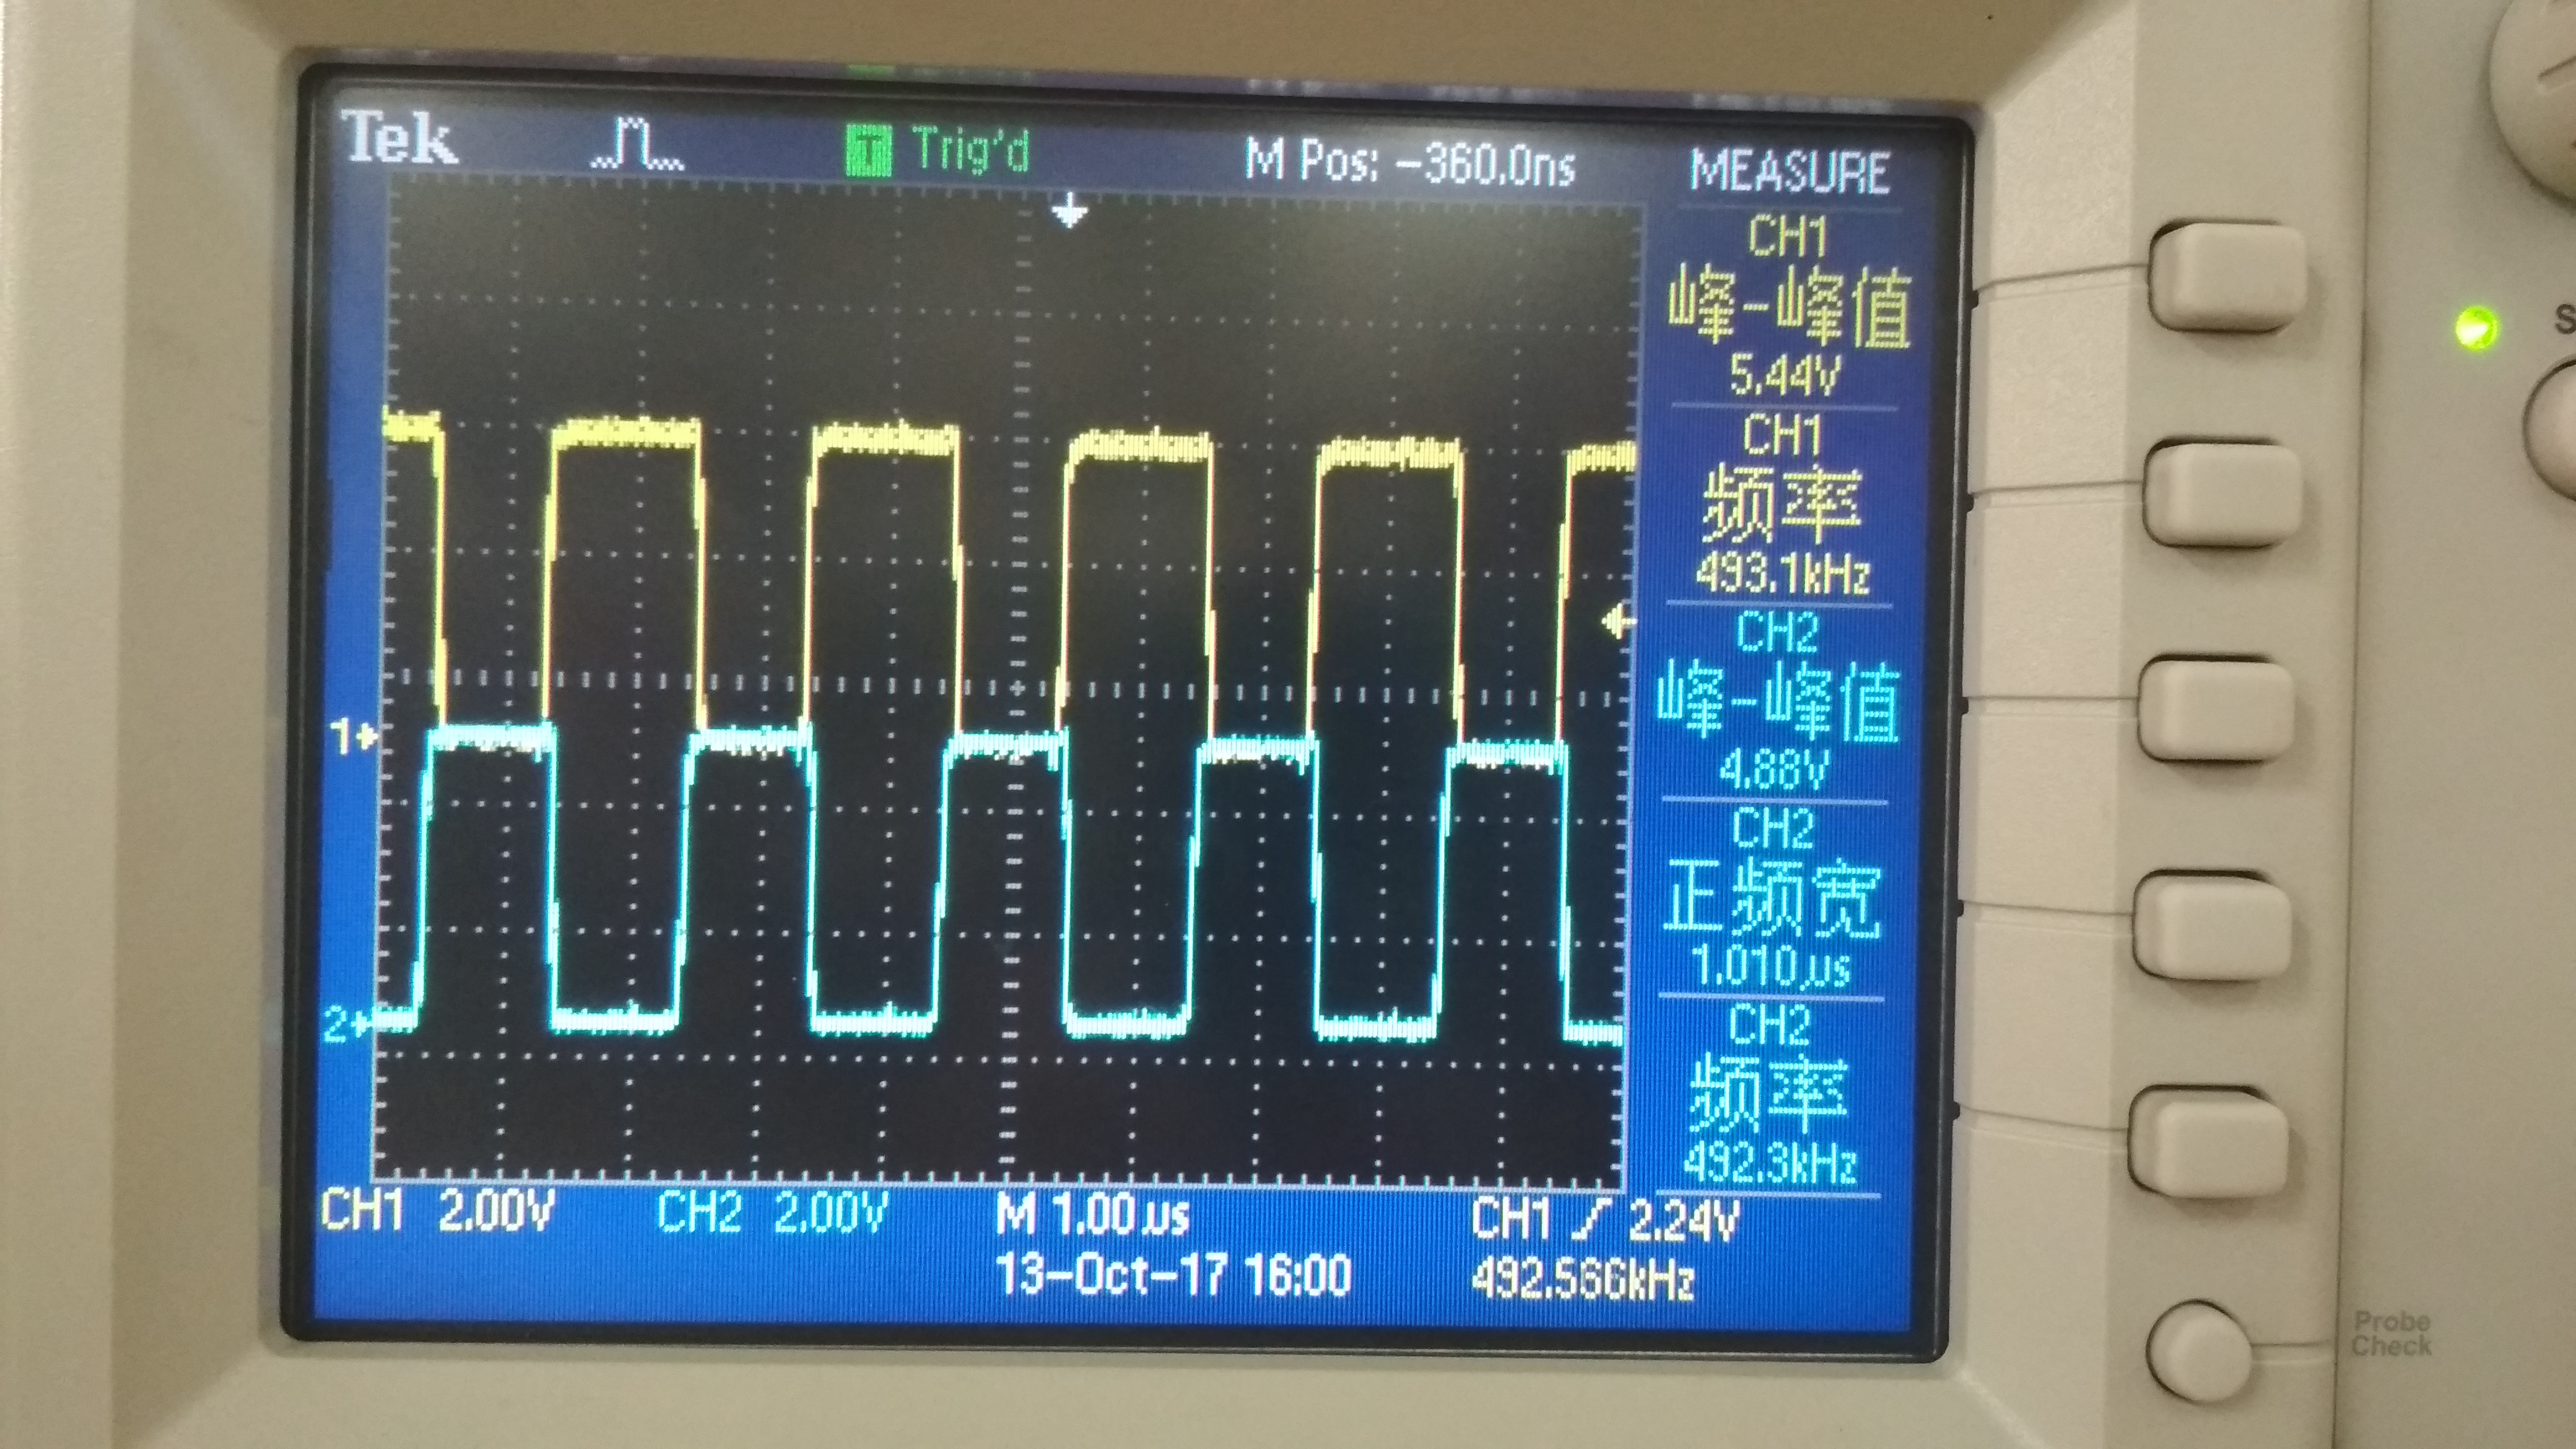 Tek T Trig'd M Pos: -360.0ns MEASURE
CH1
峰-峰值
5.44V
CH1
频率
493.1kHz
CH2
峰-峰值
4.88V
CH2
正频宽
1.010µs
CH2
频率
492.3kHz
1
2
CH1 2.00V CH2 2.00V M 1.00µs CH1 2.24V
13-Oct-17 16:00 492.566kHz
S
Probe
Check